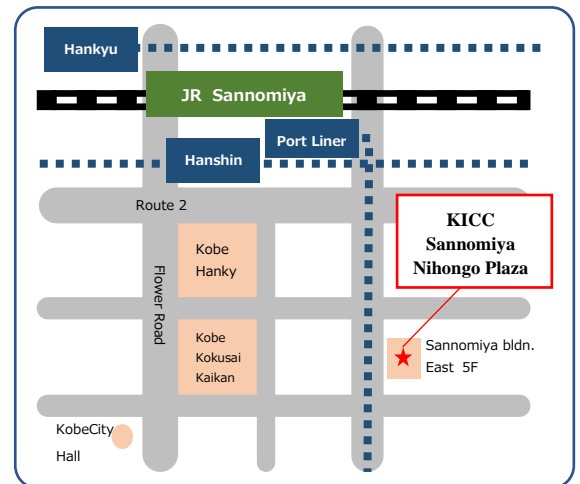 Hankyu
JR Sannomiya
Port Liner
Hanshin
Route 2
KICC
Sannomiya
Nihongo Plaza
Kobe
Hanky
Flower Road
Kobe
Kokusai
Kaikan
Sannomiya bldn.
East 5F
KobeCity
Hall